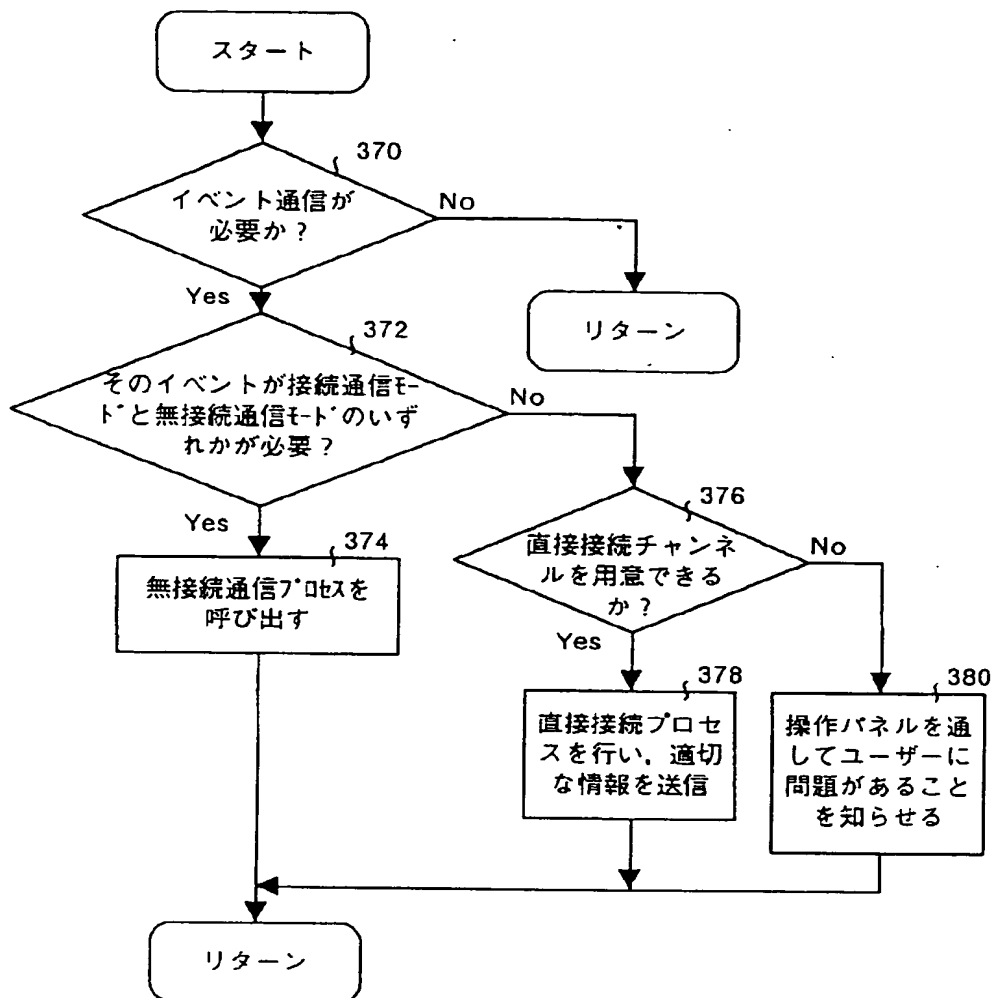 スタート
370
イベント通信が
必要か?
No
Yes
リターン
372
そのイベントが接続通信ﾓｰ
ﾄﾞと無接続通信ﾓｰﾄﾞのいず
れかが必要?
No
Yes
374
無接続通信ﾌﾟﾛｾｽを
呼び出す
376
直接接続チャンネ
ルを用意できる
か?
No
Yes
378
直接接続プロセ
スを行い,適切
な情報を送信
380
操作パネルを通
してユーザーに
問題があること
を知らせる
リターン